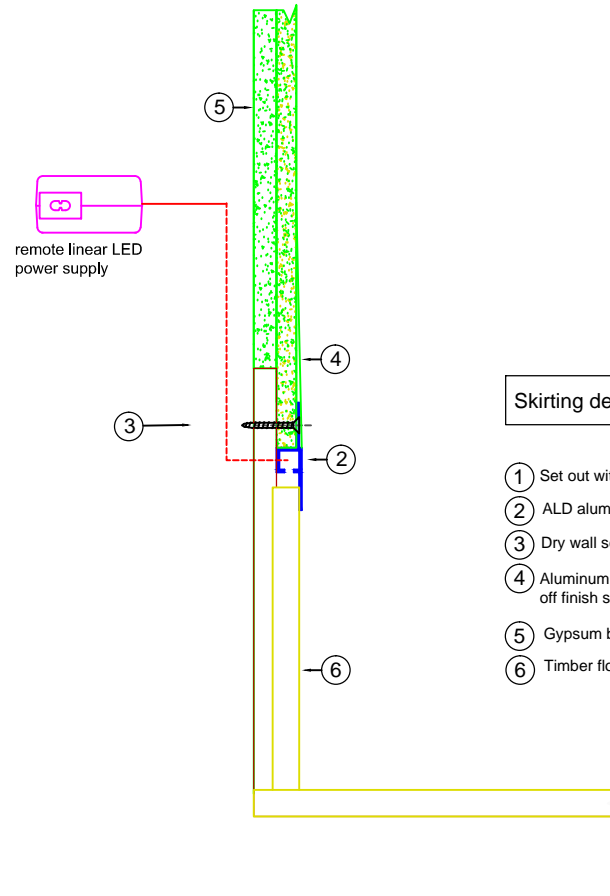 5
remote linear LED
power supply
4
3
2
6
Skirting de
1 Set out wit
2 ALD alum
3 Dry wall s
4 Aluminum
off finish s
5 Gypsum b
6 Timber flo